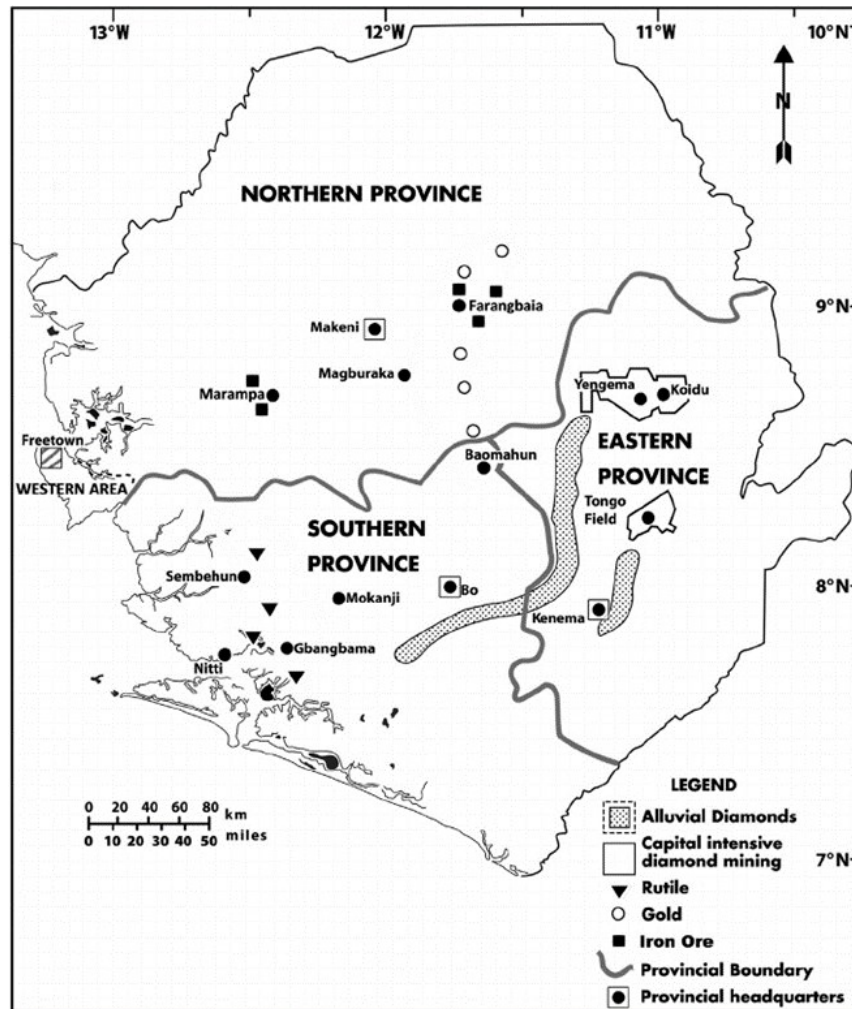 13°W
12°W
11°W
10°N
N
NORTHERN PROVINCE
Farangbaia
9°N
Makeni
Magburaka
Marampa
Yengema
Koidu
Freetown
EASTERN
PROVINCE
Baomahun
WESTERN AREA
Tongo
Field
SOUTHERN
PROVINCE
Sembehun
Mokanji
Bo
8°N
Kenema
Gbangbama
Nitti
LEGEND
0 20 40 60 80 km
0 10 20 30 40 50 miles
Alluvial Diamonds
Capital intensive
diamond mining
7°N
Rutile
Gold
Iron Ore
Provincial Boundary
Provincial headquarters